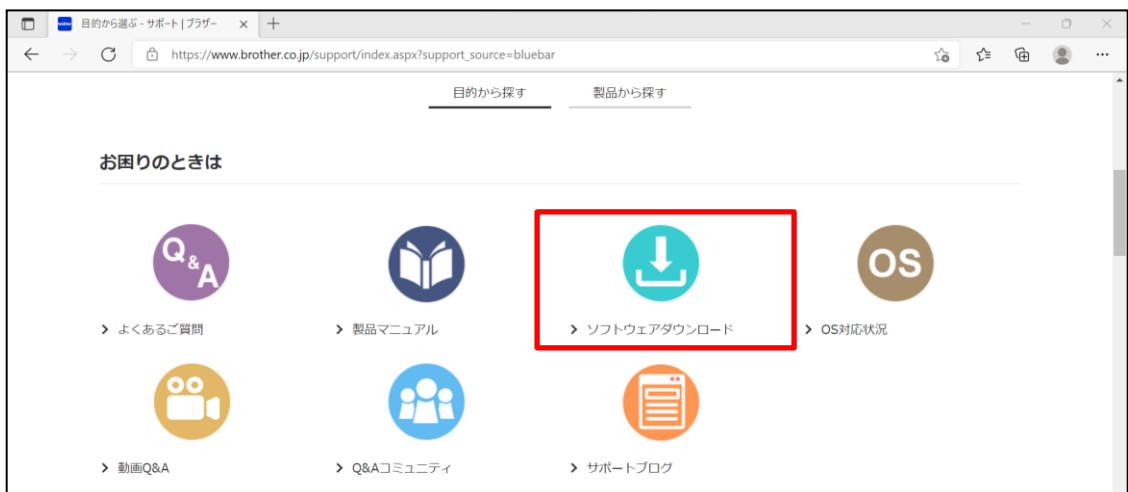 目的から選ぶ - サポート | ブラザー
https://www.brother.co.jp/support/index.aspx?support_source=bluebar
目的から探す 製品から探す
お困りのときは
Q&A OS
よくあるご質問 製品マニュアル ソフトウェアダウンロード OS対応状況
動画Q&A Q&Aコミュニティ サポートブログ